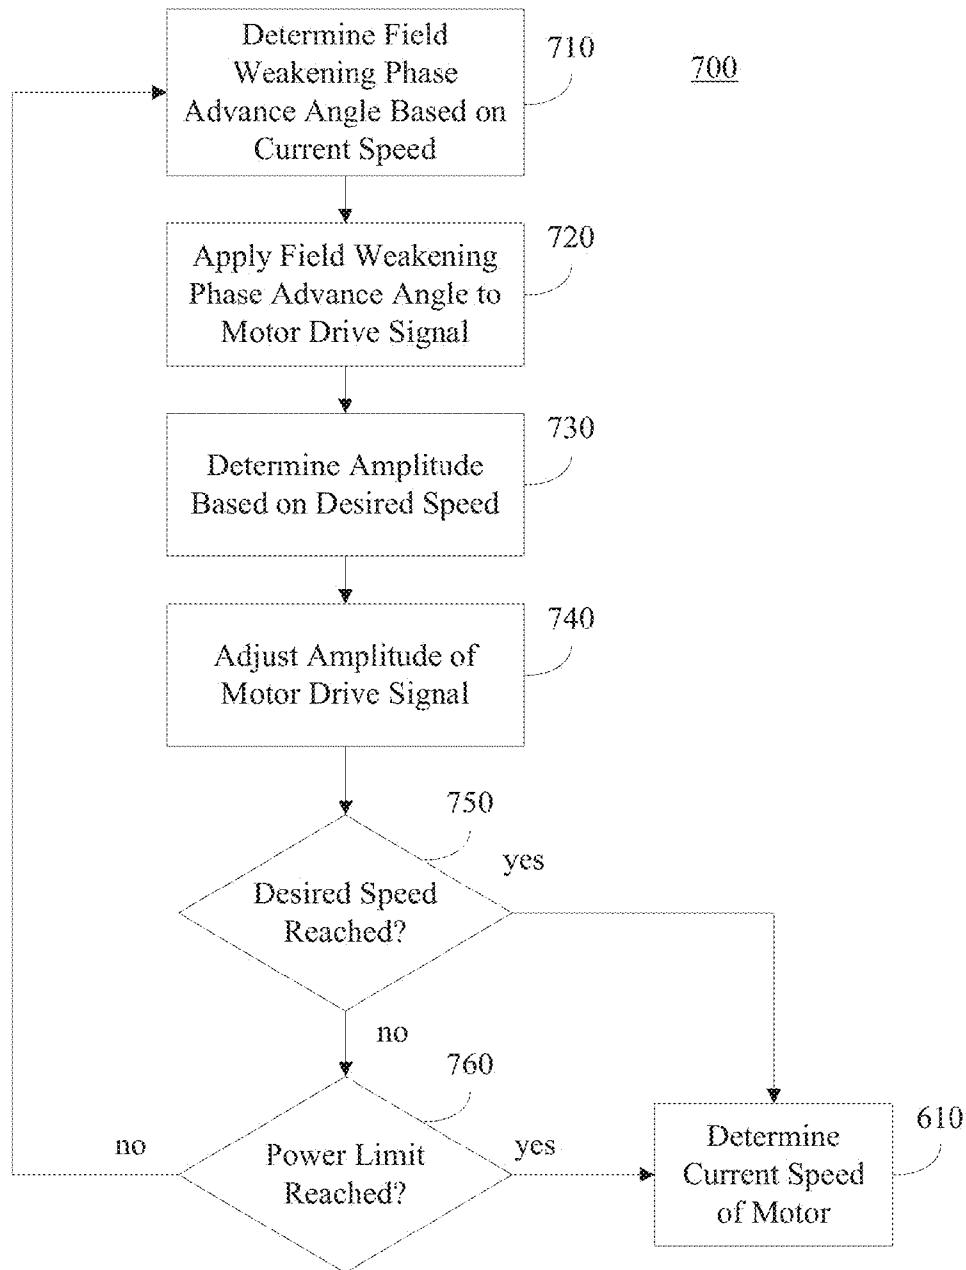 Determine Field
Weakening Phase
Advance Angle Based on
Current Speed
710
700
Apply Field Weakening
Phase Advance Angle to
Motor Drive Signal
720
Determine Amplitude
Based on Desired Speed
730
Adjust Amplitude of
Motor Drive Signal
740
750
yes
Desired Speed
Reached?
no
760
no
Power Limit
Reached?
yes
610
Determine
Current Speed
of Motor